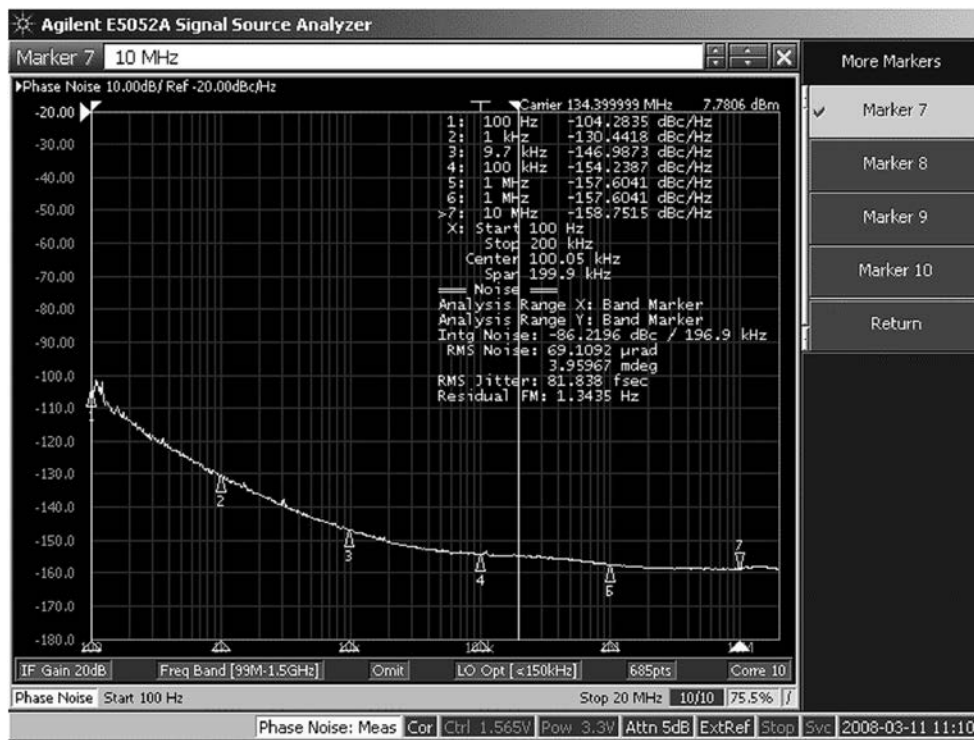 Agilent E5052A Signal Source Analyzer
Marker 7 10 MHz
More Markers
Phase Noise 10.00dB/ Ref -20.00dBc/Hz
Carrier 134.399999 MHz 7.7806 dBm
1: 100 Hz -104.2835 dBc/Hz
2: 1 kHz -130.4418 dBc/Hz
3: 9.7 kHz -146.9873 dBc/Hz
4: 100 kHz -154.2387 dBc/Hz
5: 1 MHz -157.6041 dBc/Hz
6: 1 MHz -157.6041 dBc/Hz
>7: 10 MHz -158.7515 dBc/Hz
X: Start 100 Hz
Stop 200 kHz
Center 100.05 kHz
Span 199.9 kHz
=== Noise ===
Analysis Range X: Band Marker
Analysis Range Y: Band Marker
Intg Noise: -86.2196 dBc / 196.9 kHz
RMS Noise: 69.1092 µrad
3.95967 mdeg
RMS Jitter: 81.838 fsec
Residual FM: 1.3435 Hz
-20.00
-30.00
-40.00
-50.00
-60.00
-70.00
-80.00
-90.00
-100.0
-110.0
-120.0
-130.0
-140.0
-150.0
-160.0
-170.0
-180.0
1
2
3
4
6
7
Marker 7
Marker 8
Marker 9
Marker 10
Return
IF Gain 20dB Freq Band [99M-1.5GHz] Omit LO Opt [<150kHz] 685pts Corre 10
Phase Noise Start 100 Hz Stop 20 MHz 10/10 75.5%
Phase Noise: Meas Cor Ctrl 1.565V Pow 3.3V Attn 5dB ExtRef Stop Svc 2008-03-11 11:10